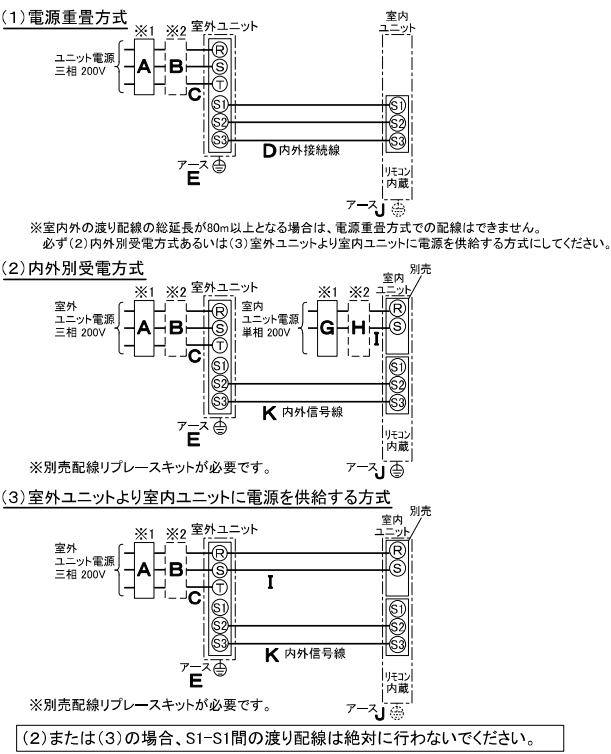 (1)電源重畳方式
※1 ※2 室外ユニット
室内
ユニット
ユニット電源
三相 200V
A B
R
S
T
C
S1 S1
S2 S2
S3 S3
D 内外接続線
アース
E
リモコン
内蔵
アース J
※室内外の渡り配線の総延長が80m以上となる場合は、電源重畳方式での配線はできません。
必ず(2)内外別受電方式あるいは(3)室外ユニットより室内ユニットに電源を供給する方式にしてください。
(2)内外別受電方式
※1 ※2 室外ユニット ※1 ※2
室内
ユニット
別売
室外
ユニット電源
三相 200V
A B
R
S
T
C
室内
ユニット電源
単相 200V
G H
I
R
S
S1 S1
S2 S2
S3 S3
K 内外信号線
アース
E
リモコン
内蔵
アース J
※別売配線リプレースキットが必要です。
(3)室外ユニットより室内ユニットに電源を供給する方式
※1 ※2 室外ユニット
室内
ユニット
別売
室外
ユニット電源
三相 200V
A B
R R
S S
T
C
I
S1 S1
S2 S2
S3 S3
K 内外信号線
アース
E
リモコン
内蔵
アース J
※別売配線リプレースキットが必要です。
(2)または(3)の場合、S1-S1間の渡り配線は絶対に行わないでください。